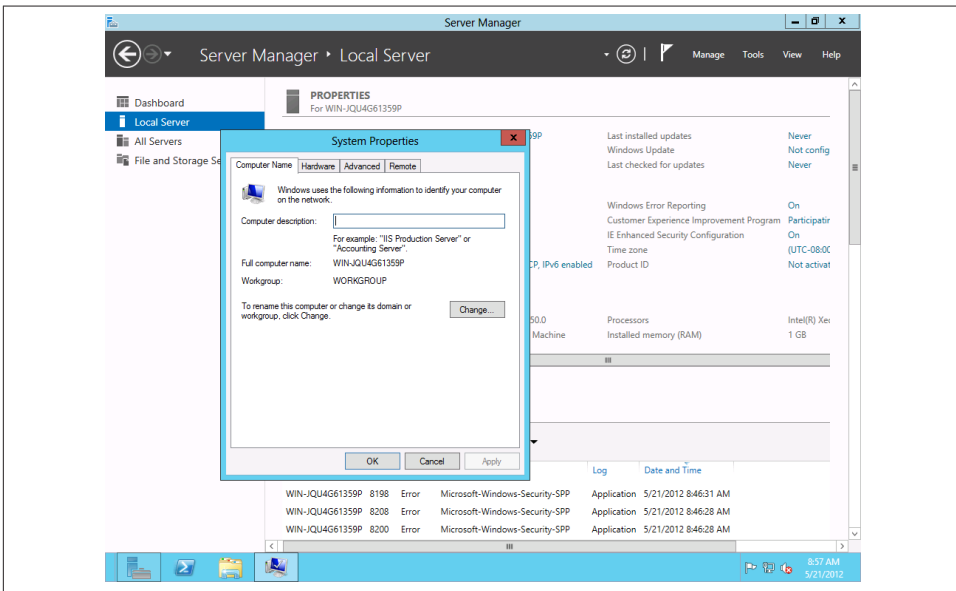 Server Manager
Server Manager • Local Server
Manage Tools View Help
Dashboard
Local Server
All Servers
File and Storage Se
PROPERTIES
For WIN-JQU4G61359P
59P
Last installed updates Never
Windows Update Not config
Last checked for updates Never
Windows Error Reporting On
Customer Experience Improvement Program Participatin
IE Enhanced Security Configuration On
Time zone (UTC-08:00
CP, IPv6 enabled Product ID Not activat
50.0 Processors Intel(R) Xeo
Machine Installed memory (RAM) 1 GB
System Properties
Computer Name Hardware Advanced Remote
Windows uses the following information to identify your computer
on the network.
Computer description:
For example: "IIS Production Server" or
"Accounting Server".
Full computer name: WIN-JQU4G61359P
Workgroup: WORKGROUP
To rename this computer or change its domain or
workgroup, click Change.
Change...
OK Cancel Apply
Log Date and Time
WIN-JQU4G61359P 8198 Error Microsoft-Windows-Security-SPP Application 5/21/2012 8:46:31 AM
WIN-JQU4G61359P 8208 Error Microsoft-Windows-Security-SPP Application 5/21/2012 8:46:28 AM
WIN-JQU4G61359P 8200 Error Microsoft-Windows-Security-SPP Application 5/21/2012 8:46:28 AM
8:57 AM
5/21/2012